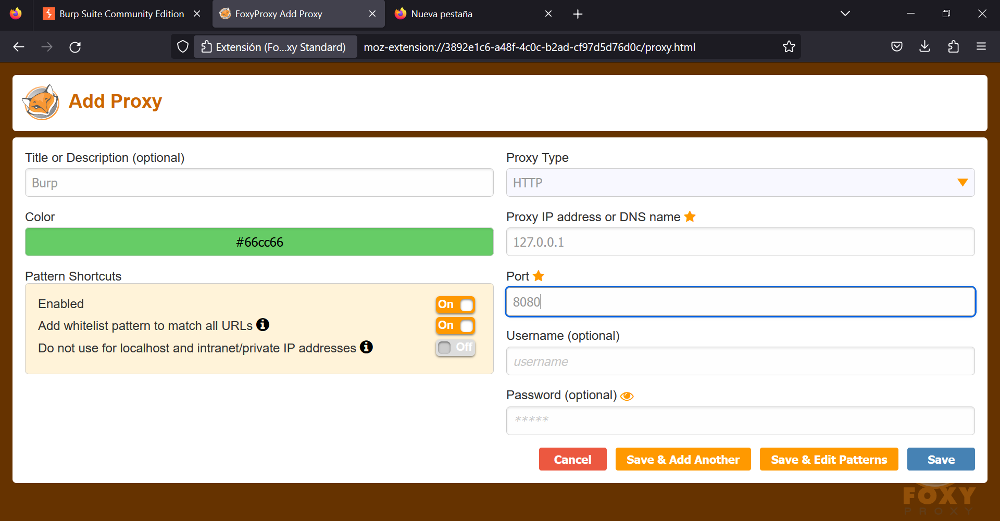 Burp Suite Community Edition
FoxyProxy Add Proxy
Nueva pestaña
Extensión (Fo...xy Standard)
moz-extension://3892e1c6-a48f-4c0c-b2ad-cf97d5d76d0c/proxy.html
Add Proxy
Title or Description (optional)
Burp
Color
#66cc66
Pattern Shortcuts
Enabled
On
Add whitelist pattern to match all URLs
On
Do not use for localhost and intranet/private IP addresses
Off
Proxy Type
HTTP
Proxy IP address or DNS name
127.0.0.1
Port
8080
Username (optional)
username
Password (optional)
*****
Cancel
Save & Add Another
Save & Edit Patterns
Save
FOXY
PROXY